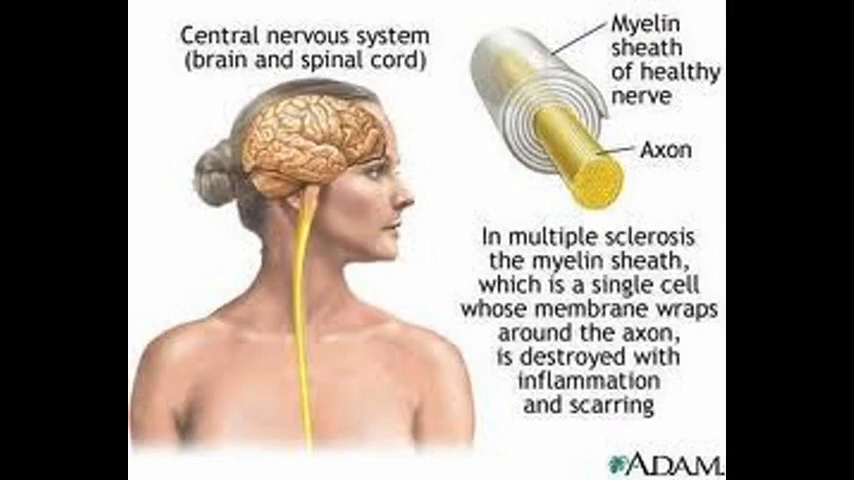 Central nervous system
(brain and spinal cord)
Myelin
sheath
of healthy
nerve
Axon
In multiple sclerosis
the myelin sheath,
which is a single cell
whose membrane wraps
around the axon,
is destroyed with
inflammation
and scarring
ADAM.